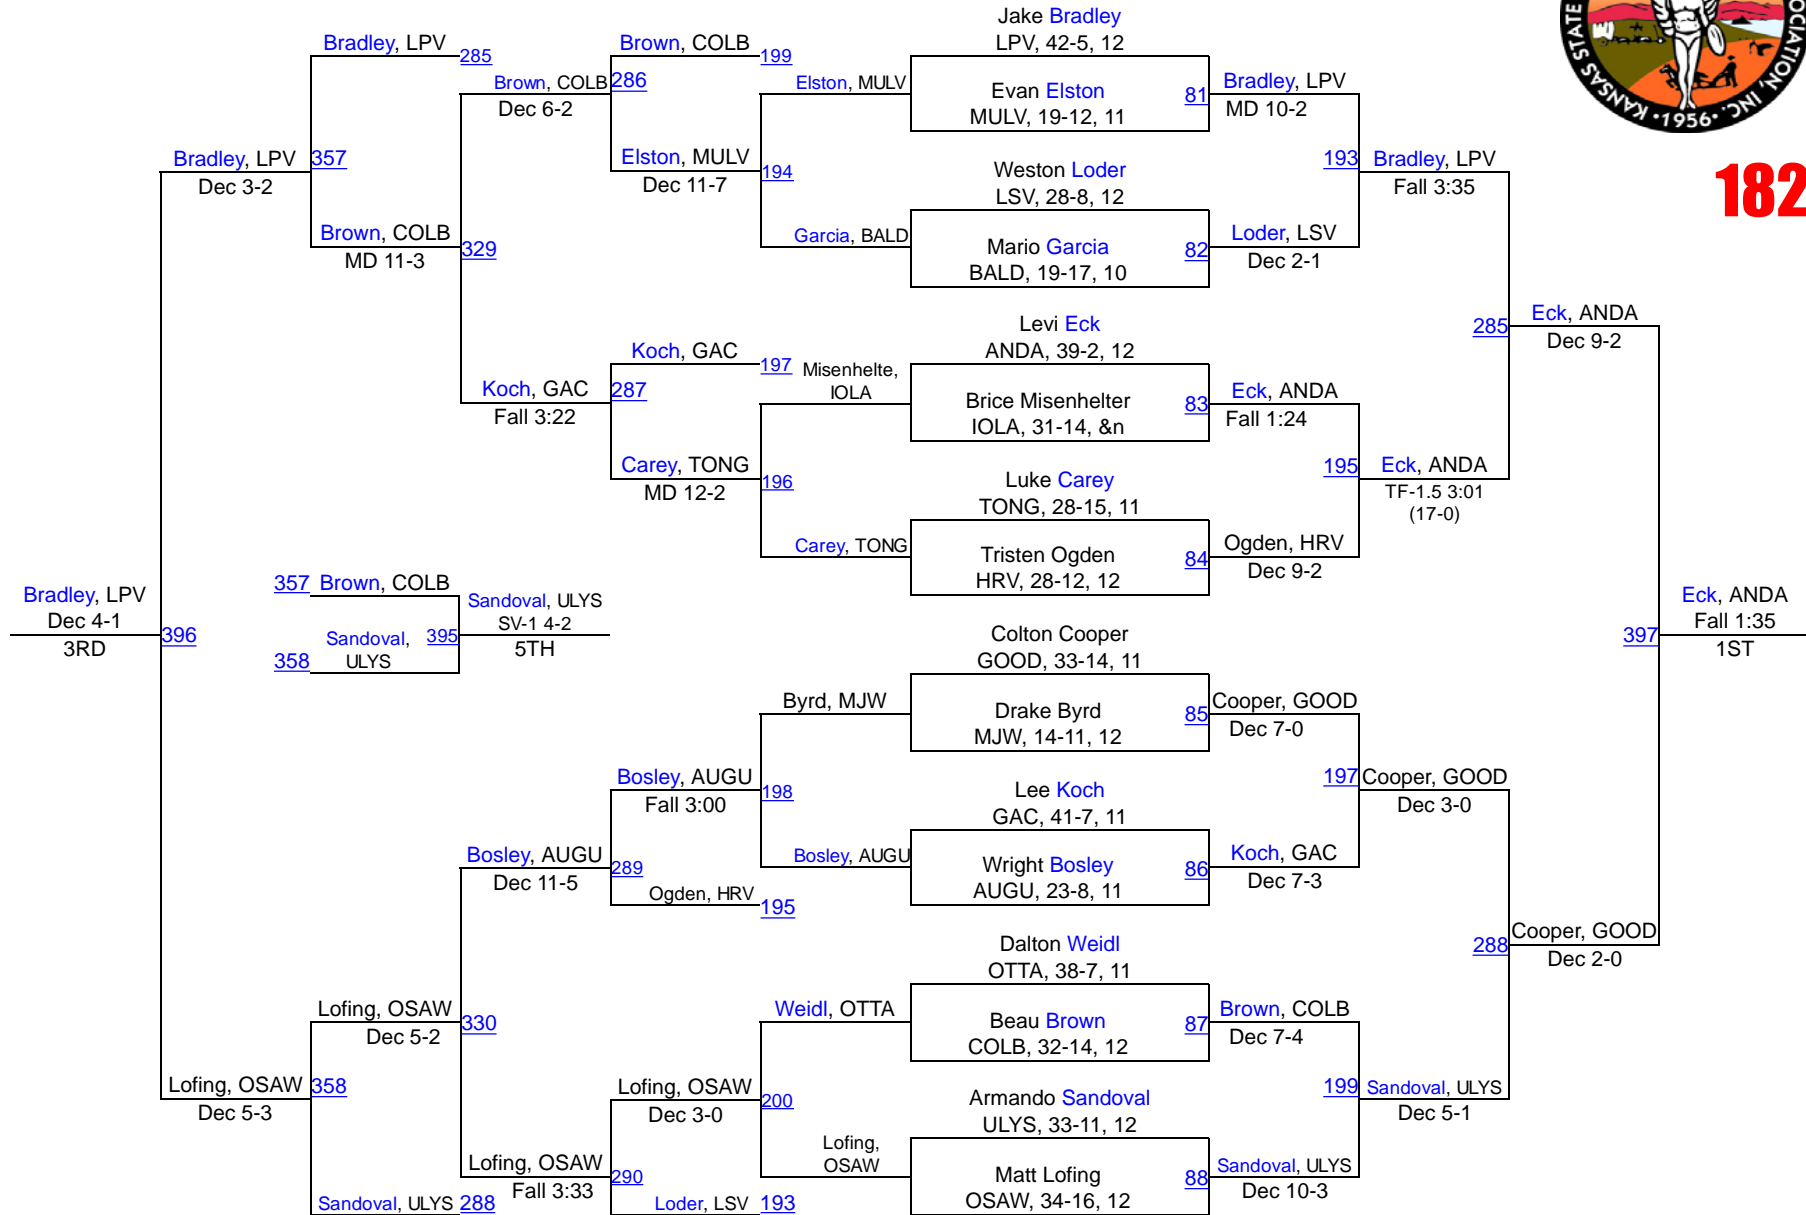 KANSAS STATE
OCIATION, INC.
•1956•
182
Jake Bradley
LPV, 42-5, 12
Evan Elston
MULV, 19-12, 11
81
Weston Loder
LSV, 28-8, 12
Mario Garcia
BALD, 19-17, 10
82
Levi Eck
ANDA, 39-2, 12
Brice Misenhelter
IOLA, 31-14, &n
83
Luke Carey
TONG, 28-15, 11
Tristen Ogden
HRV, 28-12, 12
84
Colton Cooper
GOOD, 33-14, 11
Drake Byrd
MJW, 14-11, 12
85
Lee Koch
GAC, 41-7, 11
Wright Bosley
AUGU, 23-8, 11
86
Dalton Weidl
OTTA, 38-7, 11
Beau Brown
COLB, 32-14, 12
87
Armando Sandoval
ULYS, 33-11, 12
Matt Lofing
OSAW, 34-16, 12
88
Bradley, LPV
MD 10-2
193
Loder, LSV
Dec 2-1
Eck, ANDA
Fall 1:24
195
Ogden, HRV
Dec 9-2
Cooper, GOOD
Dec 7-0
197
Koch, GAC
Dec 7-3
Brown, COLB
Dec 7-4
199
Sandoval, ULYS
Dec 10-3
Bradley, LPV
Fall 3:35
285
Eck, ANDA
TF-1.5 3:01
(17-0)
Cooper, GOOD
Dec 3-0
288
Sandoval, ULYS
Dec 5-1
Eck, ANDA
Dec 9-2
397
Cooper, GOOD
Dec 2-0
Eck, ANDA
Fall 1:35
1ST
Elston, MULV
194
Garcia, BALD
Misenhelte,
IOLA
196
Carey, TONG
Byrd, MJW
198
Bosley, AUGU
Weidl, OTTA
200
Lofing,
OSAW
Brown, COLB
199
286
Elston, MULV
Dec 11-7
Koch, GAC
197
287
Carey, TONG
MD 12-2
Bosley, AUGU
Fall 3:00
289
Ogden, HRV
195
Lofing, OSAW
Dec 3-0
290
Loder, LSV
193
Brown, COLB
Dec 6-2
329
Koch, GAC
Fall 3:22
Bosley, AUGU
Dec 11-5
330
Lofing, OSAW
Fall 3:33
Bradley, LPV
285
357
Brown, COLB
MD 11-3
Lofing, OSAW
Dec 5-2
358
Sandoval, ULYS
288
Bradley, LPV
Dec 3-2
396
Lofing, OSAW
Dec 5-3
Bradley, LPV
Dec 4-1
3RD
357
Brown, COLB
395
358
Sandoval,
ULYS
Sandoval, ULYS
SV-1 4-2
5TH